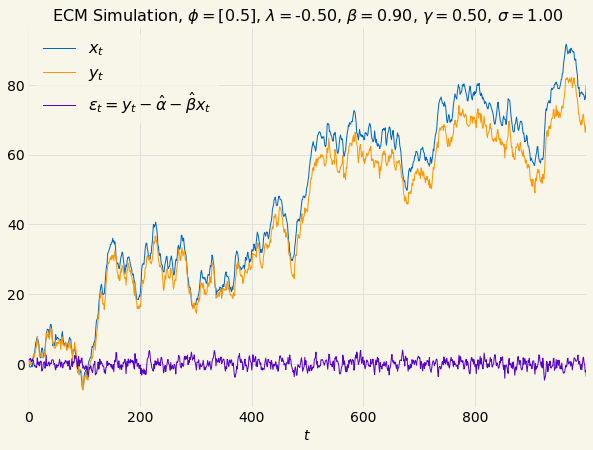 ECM Simulation, ϕ = [0.5], λ = -0.50, β = 0.90, γ = 0.50, σ = 1.00
x_t
y_t
ε_t = y_t − α̂ − β̂x_t
80
60
40
20
0
0 200 400 600 800
t